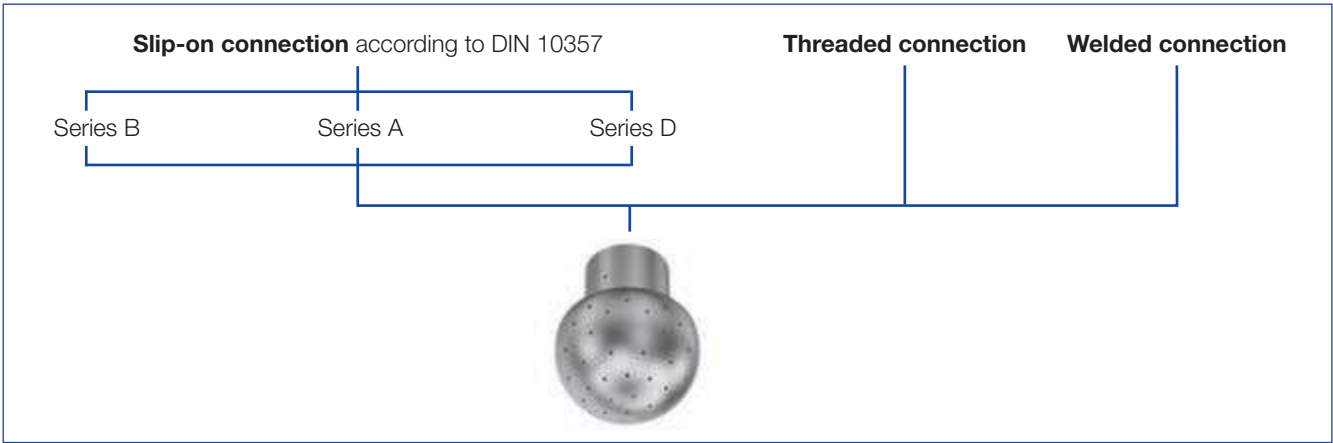 Slip-on connection according to DIN 10357
Threaded connection
Welded connection
Series B
Series A
Series D